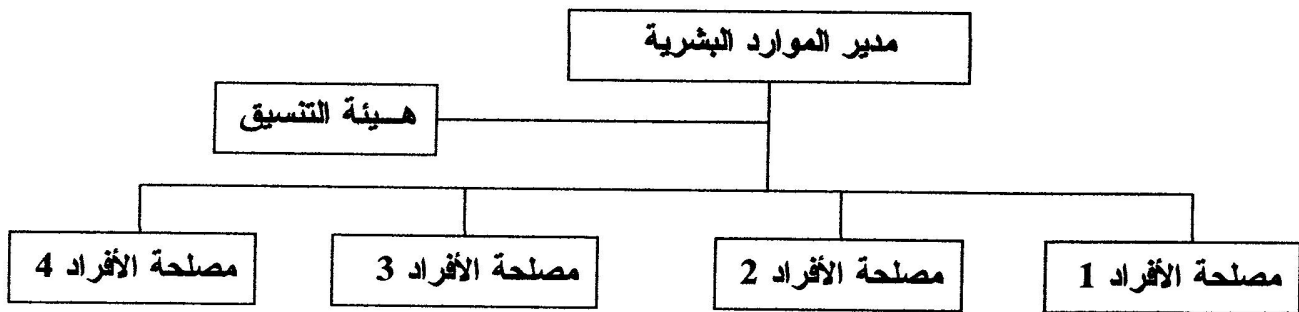 مدير الموارد البشرية
هـيئة التنسيق
مصلحة الأفراد 1
مصلحة الأفراد 2
مصلحة الأفراد 3
مصلحة الأفراد 4